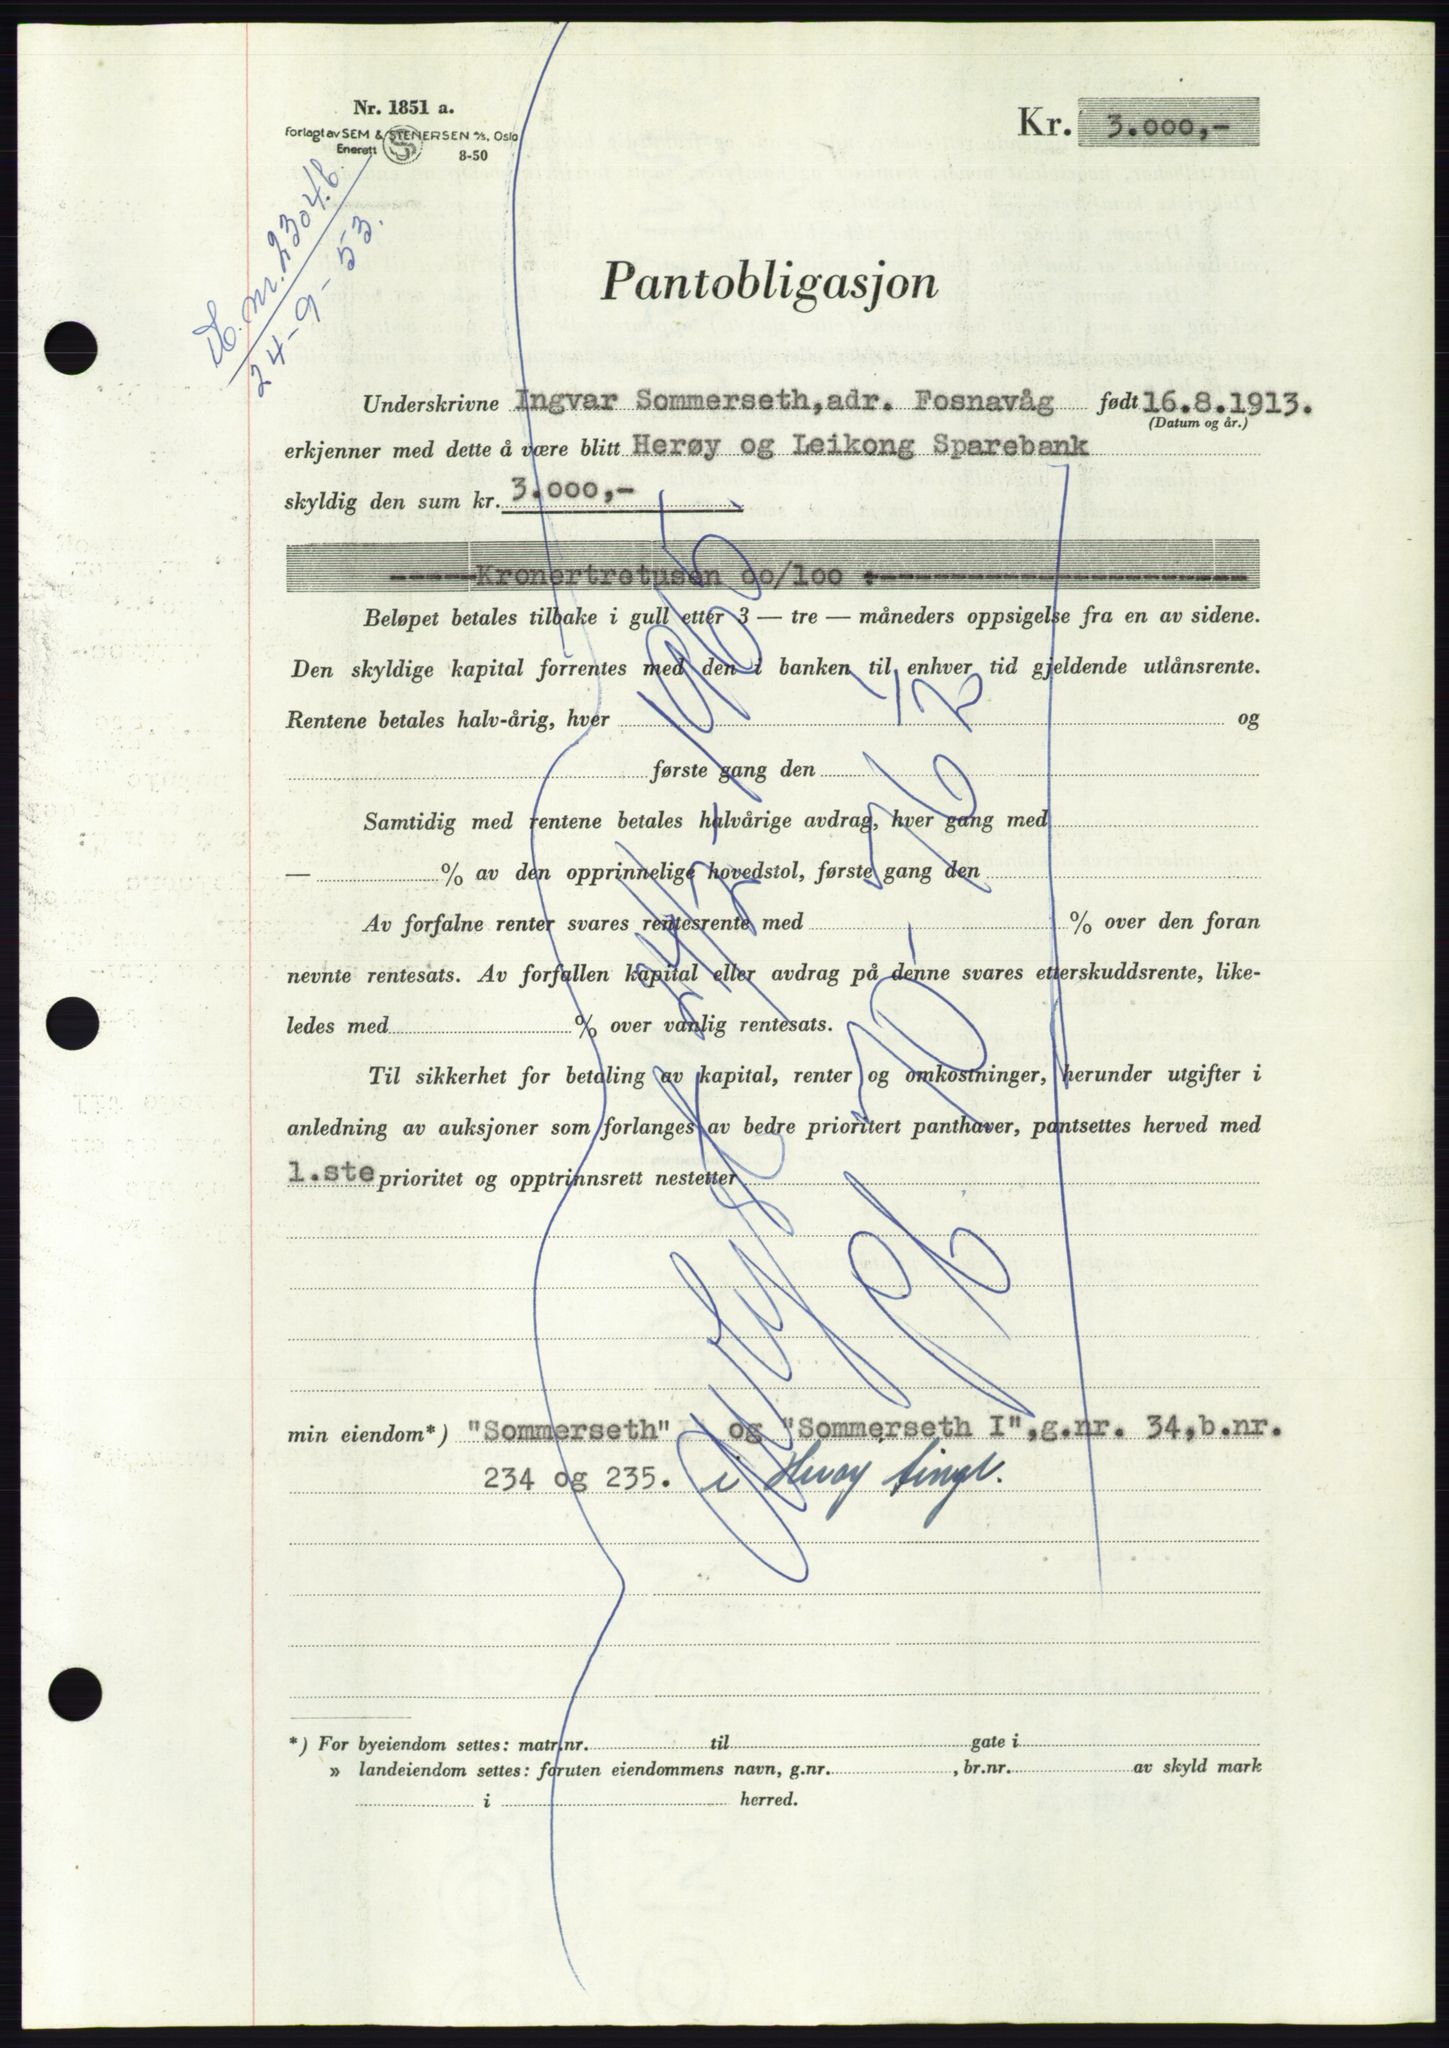 Nr. 1851 a.
Forlagt av SEM & STENERSEN A/S, Oslo
Enerett
8-50
Kr. 3.000,-
nr. 2304 b.
24-9-53.
Pantobligasjon
Underskrivne Ingvar Sommerseth, adr. Fosnavåg født 16.8.1913.
(Datum og år.)
erkjenner med dette å være blitt Herøy og Leikong Sparebank
skyldig den sum kr. 3.000,-
-----Kronertretusen oo/loo
Beløpet betales tilbake i gull etter 3 — tre — måneders oppsigelse fra en av sidene.
Den skyldige kapital forrentes med den i banken til enhver tid gjeldende utlånsrente.
Rentene betales halv-årig, hver og
første gang den
Samtidig med rentene betales halvårige avdrag, hver gang med
— % av den opprinnelige hovedstol, første gang den
Av forfalne renter svares rentesrente med % over den foran
nevnte rentesats. Av forfallen kapital eller avdrag på denne svares etterskuddsrente, like-
ledes med % over vanlig rentesats.
Til sikkerhet for betaling av kapital, renter og omkostninger, herunder utgifter i
anledning av auksjoner som forlanges av bedre prioritert panthaver, pantsettes herved med
1.ste prioritet og opptrinnsrett nestetter
min eiendom*) "Sommerseth" og "Sommerseth I", g.nr. 34, b.nr.
234 og 235. i Herøy tingl.
*) For byeiendom settes: matr.nr. til gate i
» landeiendom settes: foruten eiendommens navn, g.nr. , br.nr. av skyld mark
i herred.